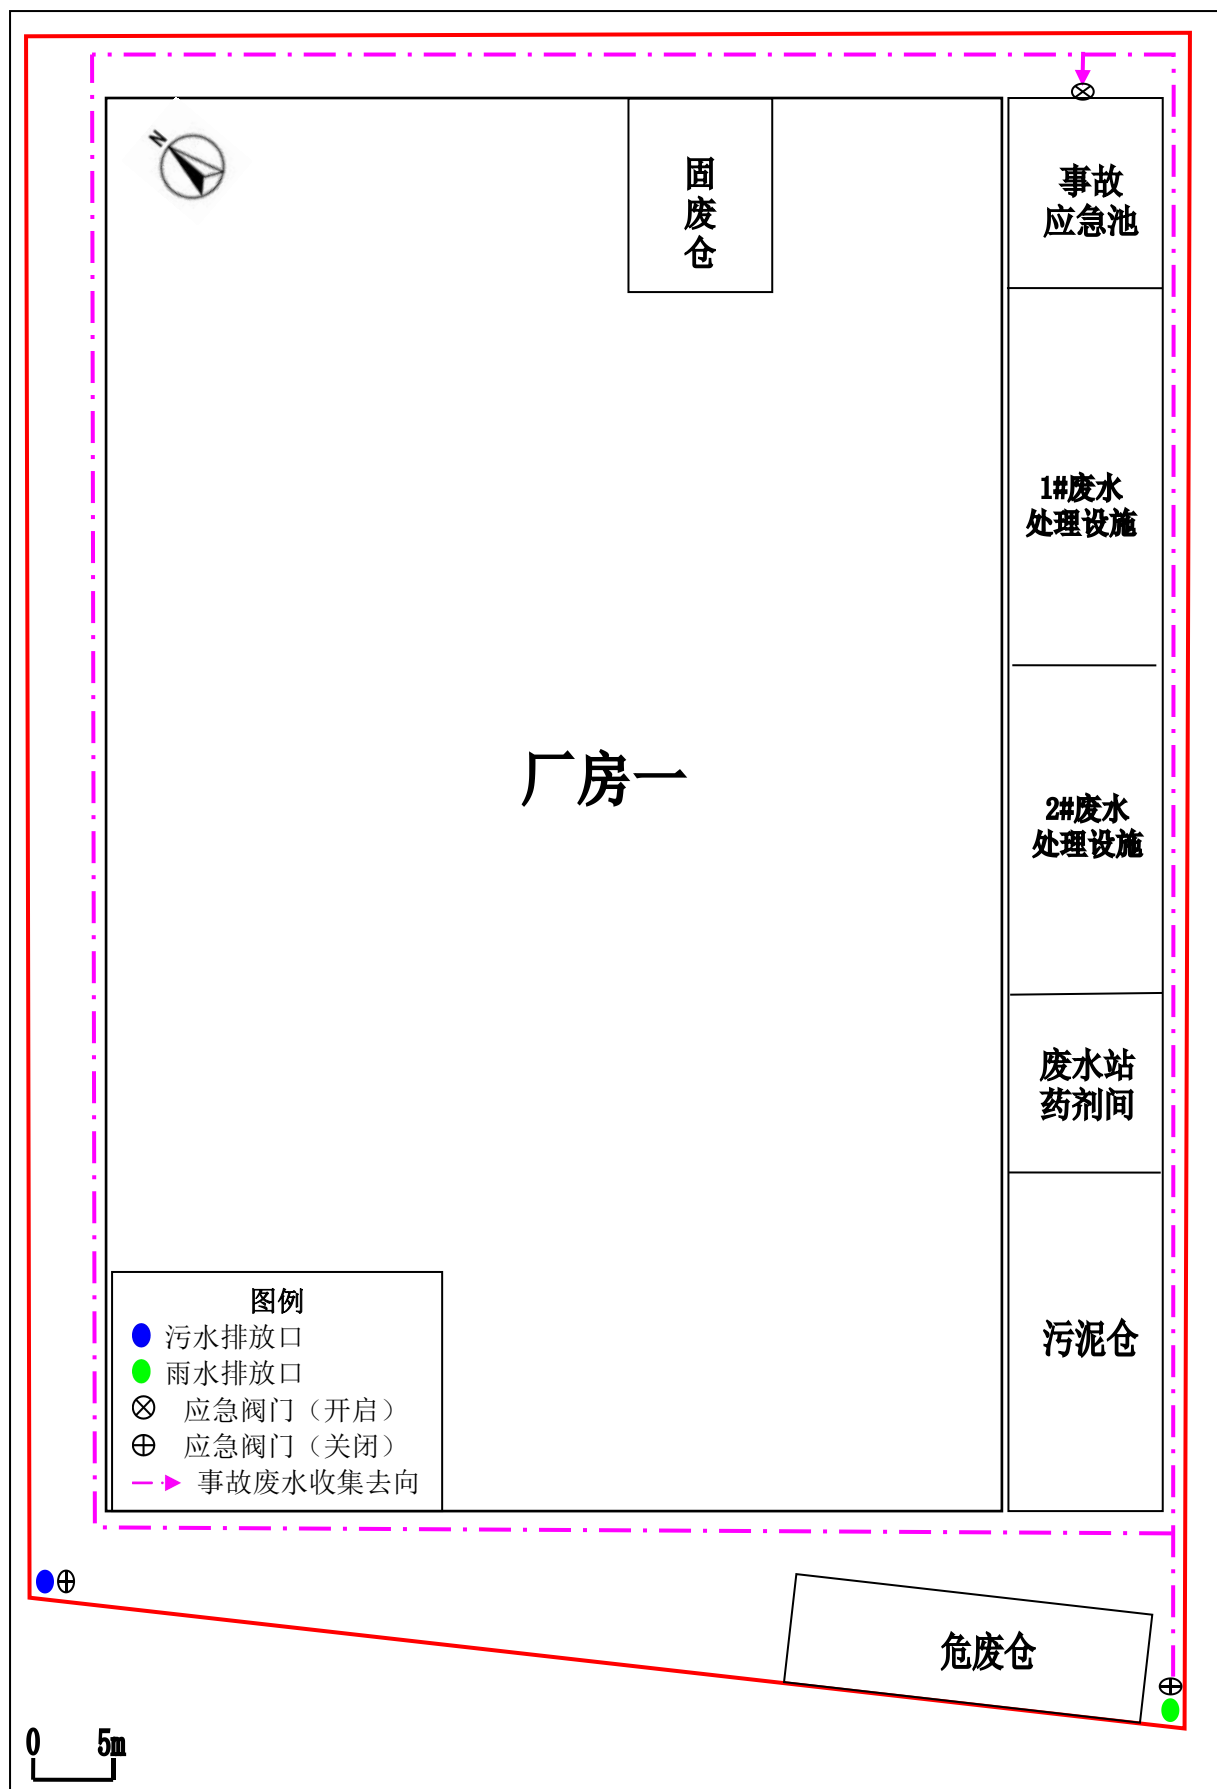 N
固
废
仓
事故
应急池
1#废水
处理设施
厂房一
2#废水
处理设施
废水站
药剂间
污泥仓
图例
污水排放口
雨水排放口
应急阀门（开启）
应急阀门（关闭）
事故废水收集去向
危废仓
0 5m